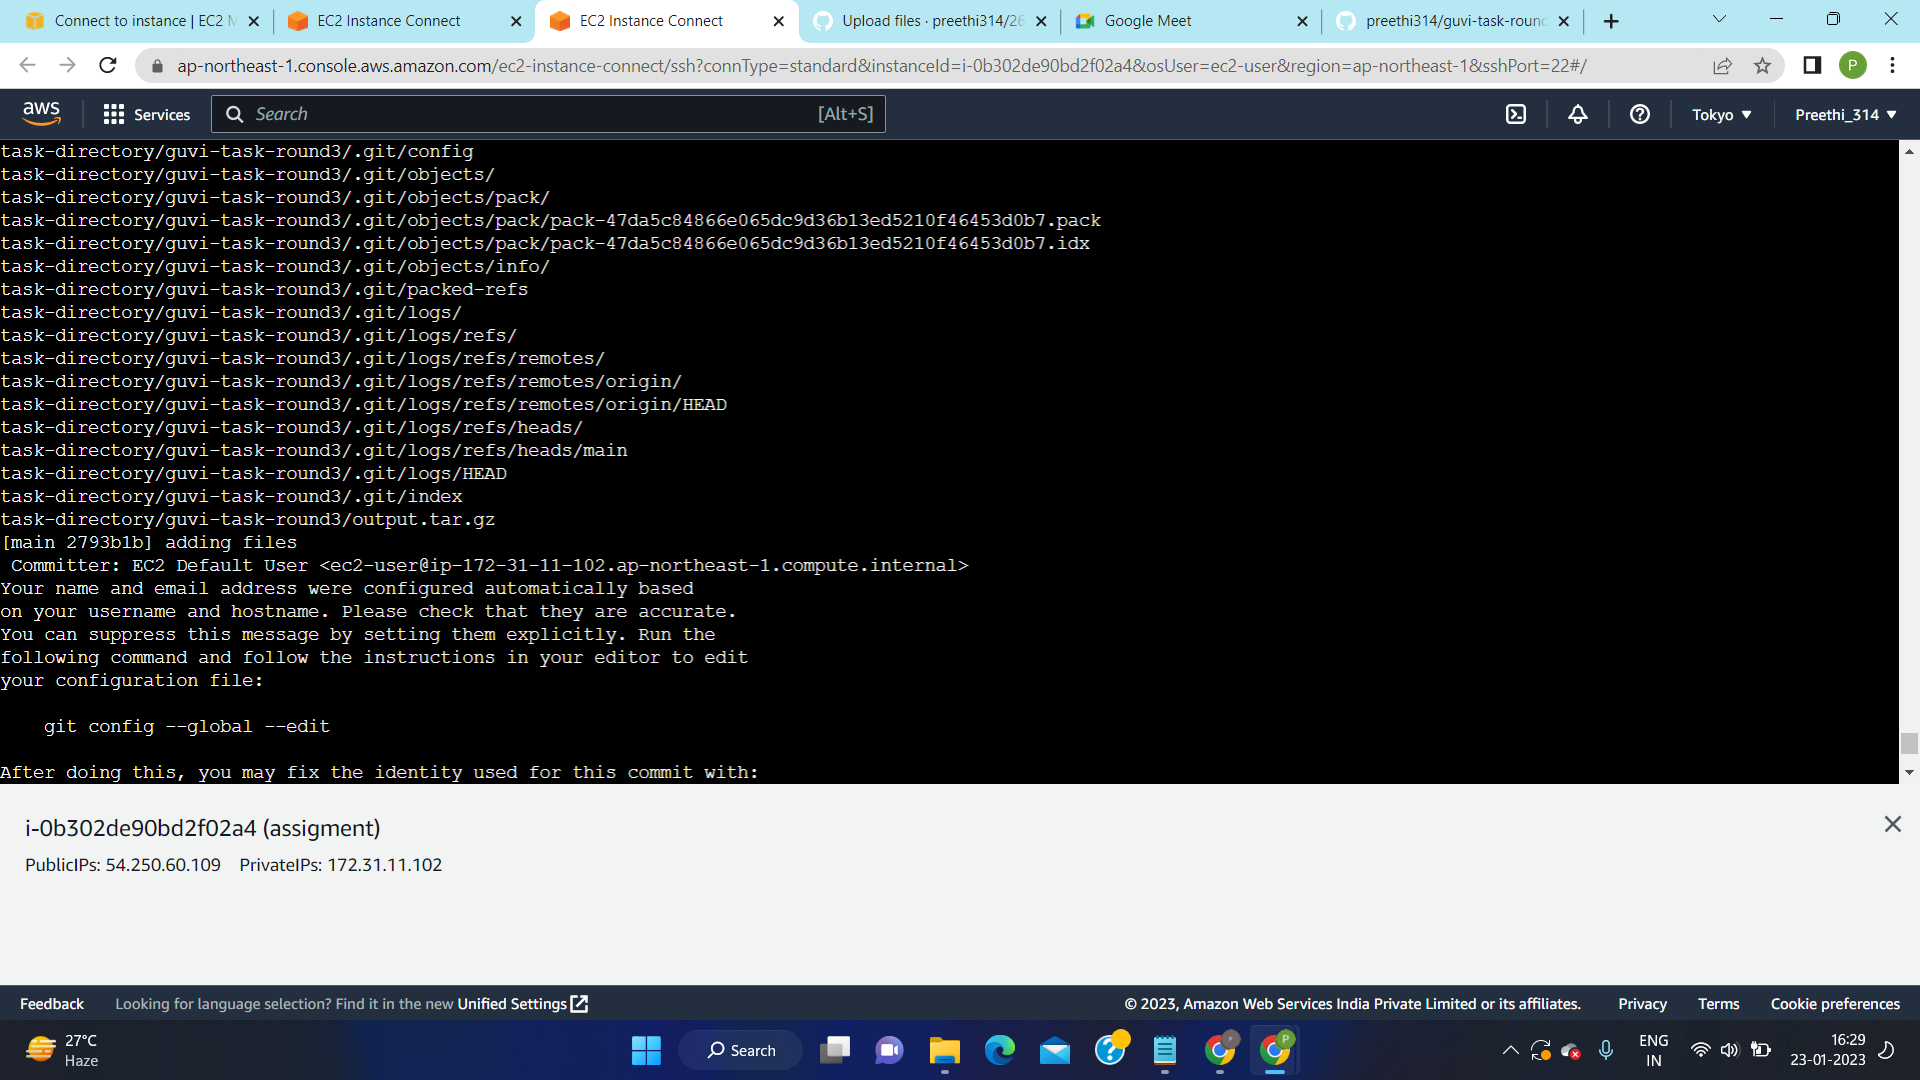 Connect to instance | EC2 M
EC2 Instance Connect
EC2 Instance Connect
Upload files · preethi314/26
Google Meet
preethi314/guvi-task-round
ap-northeast-1.console.aws.amazon.com/ec2-instance-connect/ssh?connType=standard&instanceId=i-0b302de90bd2f02a4&osUser=ec2-user&region=ap-northeast-1&sshPort=22#/
P
aws
Services
Search
[Alt+S]
Tokyo
Preethi_314
task-directory/guvi-task-round3/.git/config
task-directory/guvi-task-round3/.git/objects/
task-directory/guvi-task-round3/.git/objects/pack/
task-directory/guvi-task-round3/.git/objects/pack/pack-47da5c84866e065dc9d36b13ed5210f46453d0b7.pack
task-directory/guvi-task-round3/.git/objects/pack/pack-47da5c84866e065dc9d36b13ed5210f46453d0b7.idx
task-directory/guvi-task-round3/.git/objects/info/
task-directory/guvi-task-round3/.git/packed-refs
task-directory/guvi-task-round3/.git/logs/
task-directory/guvi-task-round3/.git/logs/refs/
task-directory/guvi-task-round3/.git/logs/refs/remotes/
task-directory/guvi-task-round3/.git/logs/refs/remotes/origin/
task-directory/guvi-task-round3/.git/logs/refs/remotes/origin/HEAD
task-directory/guvi-task-round3/.git/logs/refs/heads/
task-directory/guvi-task-round3/.git/logs/refs/heads/main
task-directory/guvi-task-round3/.git/logs/HEAD
task-directory/guvi-task-round3/.git/index
task-directory/guvi-task-round3/output.tar.gz
[main 2793b1b] adding files
 Committer: EC2 Default User <ec2-user@ip-172-31-11-102.ap-northeast-1.compute.internal>
Your name and email address were configured automatically based
on your username and hostname. Please check that they are accurate.
You can suppress this message by setting them explicitly. Run the
following command and follow the instructions in your editor to edit
your configuration file:
    git config --global --edit
After doing this, you may fix the identity used for this commit with:
i-0b302de90bd2f02a4 (assigment)
PublicIPs: 54.250.60.109 PrivateIPs: 172.31.11.102
Feedback
Looking for language selection? Find it in the new Unified Settings
© 2023, Amazon Web Services India Private Limited or its affiliates.
Privacy
Terms
Cookie preferences
27°C
Haze
Search
P
ENG
IN
16:29
23-01-2023